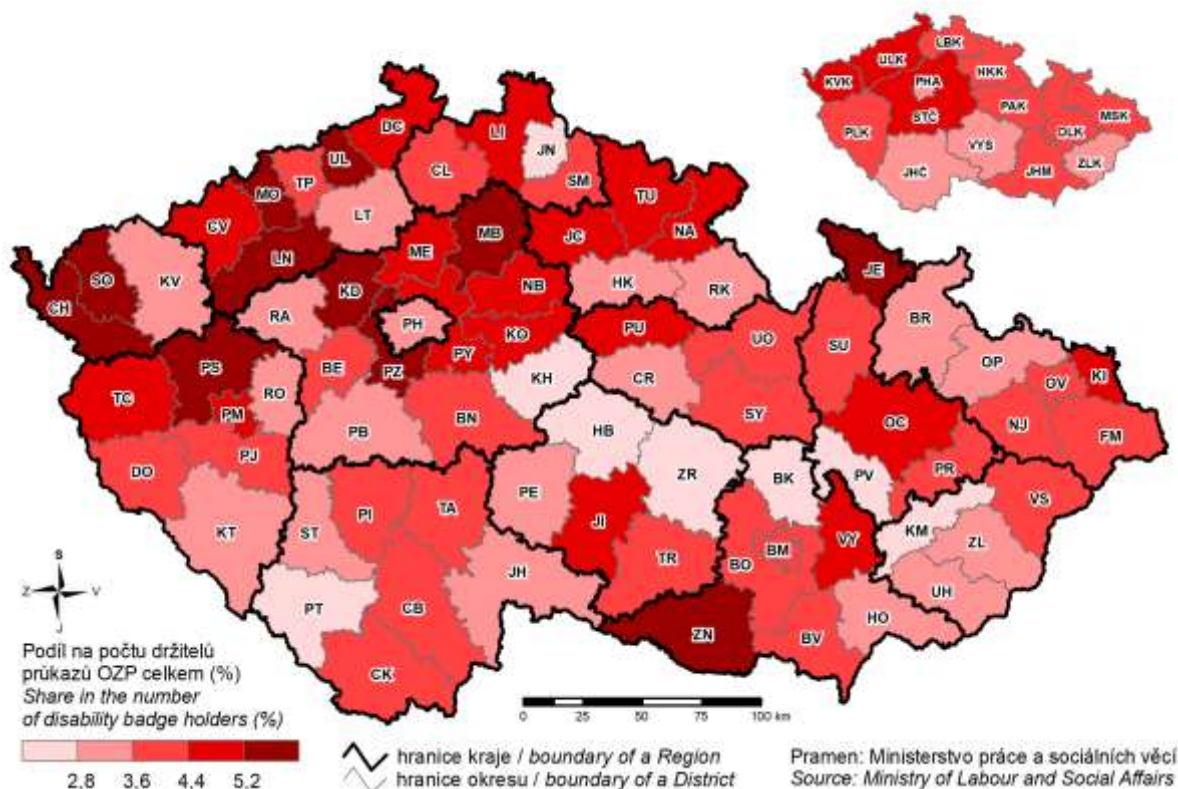 LBK
ULK
HKK
KVK
PHA
PAK
MSK
STČ
PLK
OLK
VYS
ZLK
JHČ
JHM
DC
LI
JN
UL
CL
SM
MO
TP
TU
LT
CV
MB
JC
NA
ME
LN
JE
SO
KV
KD
NB
HK
RK
CH
RA
PH
BR
KO
PU
UO
SU
PS
BE
PY
OP
PZ
TC
RO
KH
CR
OV
KI
PM
SY
OC
BN
NJ
FM
PB
HB
DO
PJ
PR
ZR
BK
PV
PE
VS
PI
TA
KM
KT
ST
JI
VY
ZL
BM
TR
BO
JH
UH
PT
CB
HO
ZN
BV
CK
S
Z V
J
Podíl na počtu držitelů
průkazů OZP celkem (%)
Share in the number
of disability badge holders (%)
2,8 3,6 4,4 5,2
0 25 50 75 100 km
hranice kraje / boundary of a Region
hranice okresu / boundary of a District
Pramen: Ministerstvo práce a sociálních věcí
Source: Ministry of Labour and Social Affairs